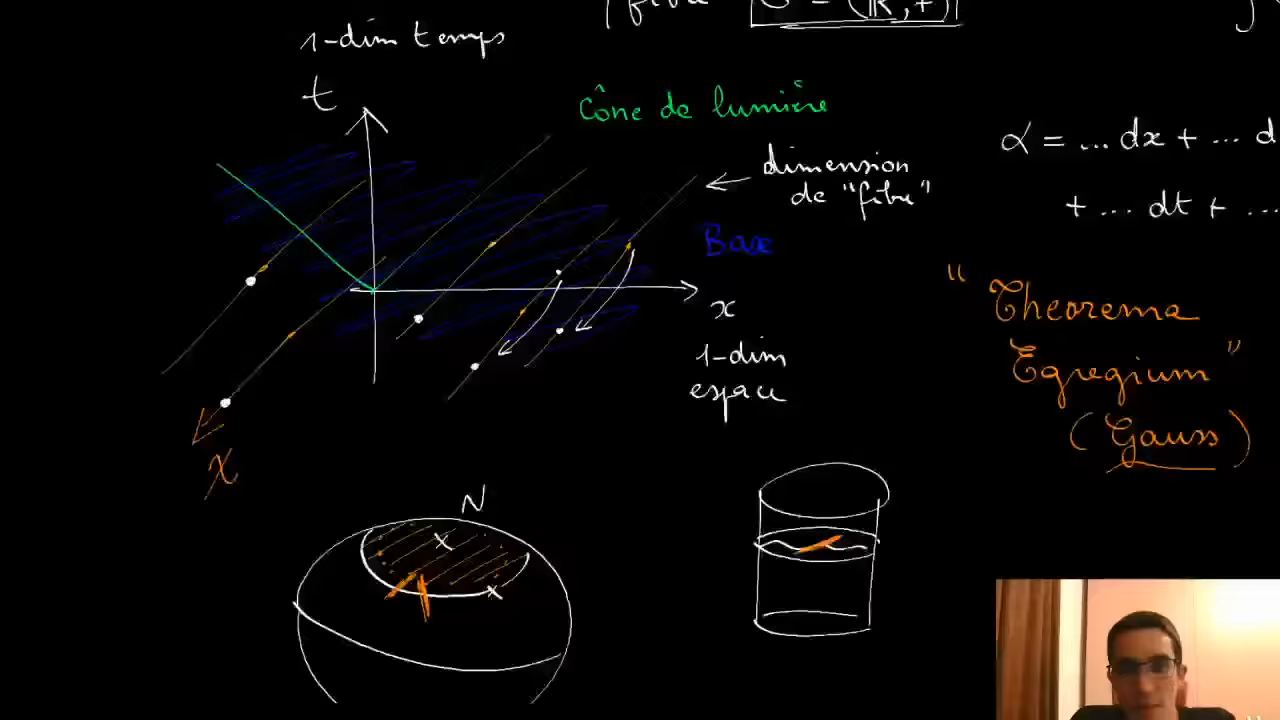 1-dim temps
t
Cône de lumière
dimension
de "fibre"
Base
x
1-dim
espace
χ
α = ... dx + ... d
+ ... dt + ...
"Theorema
Egregium"
(Gauss)
N